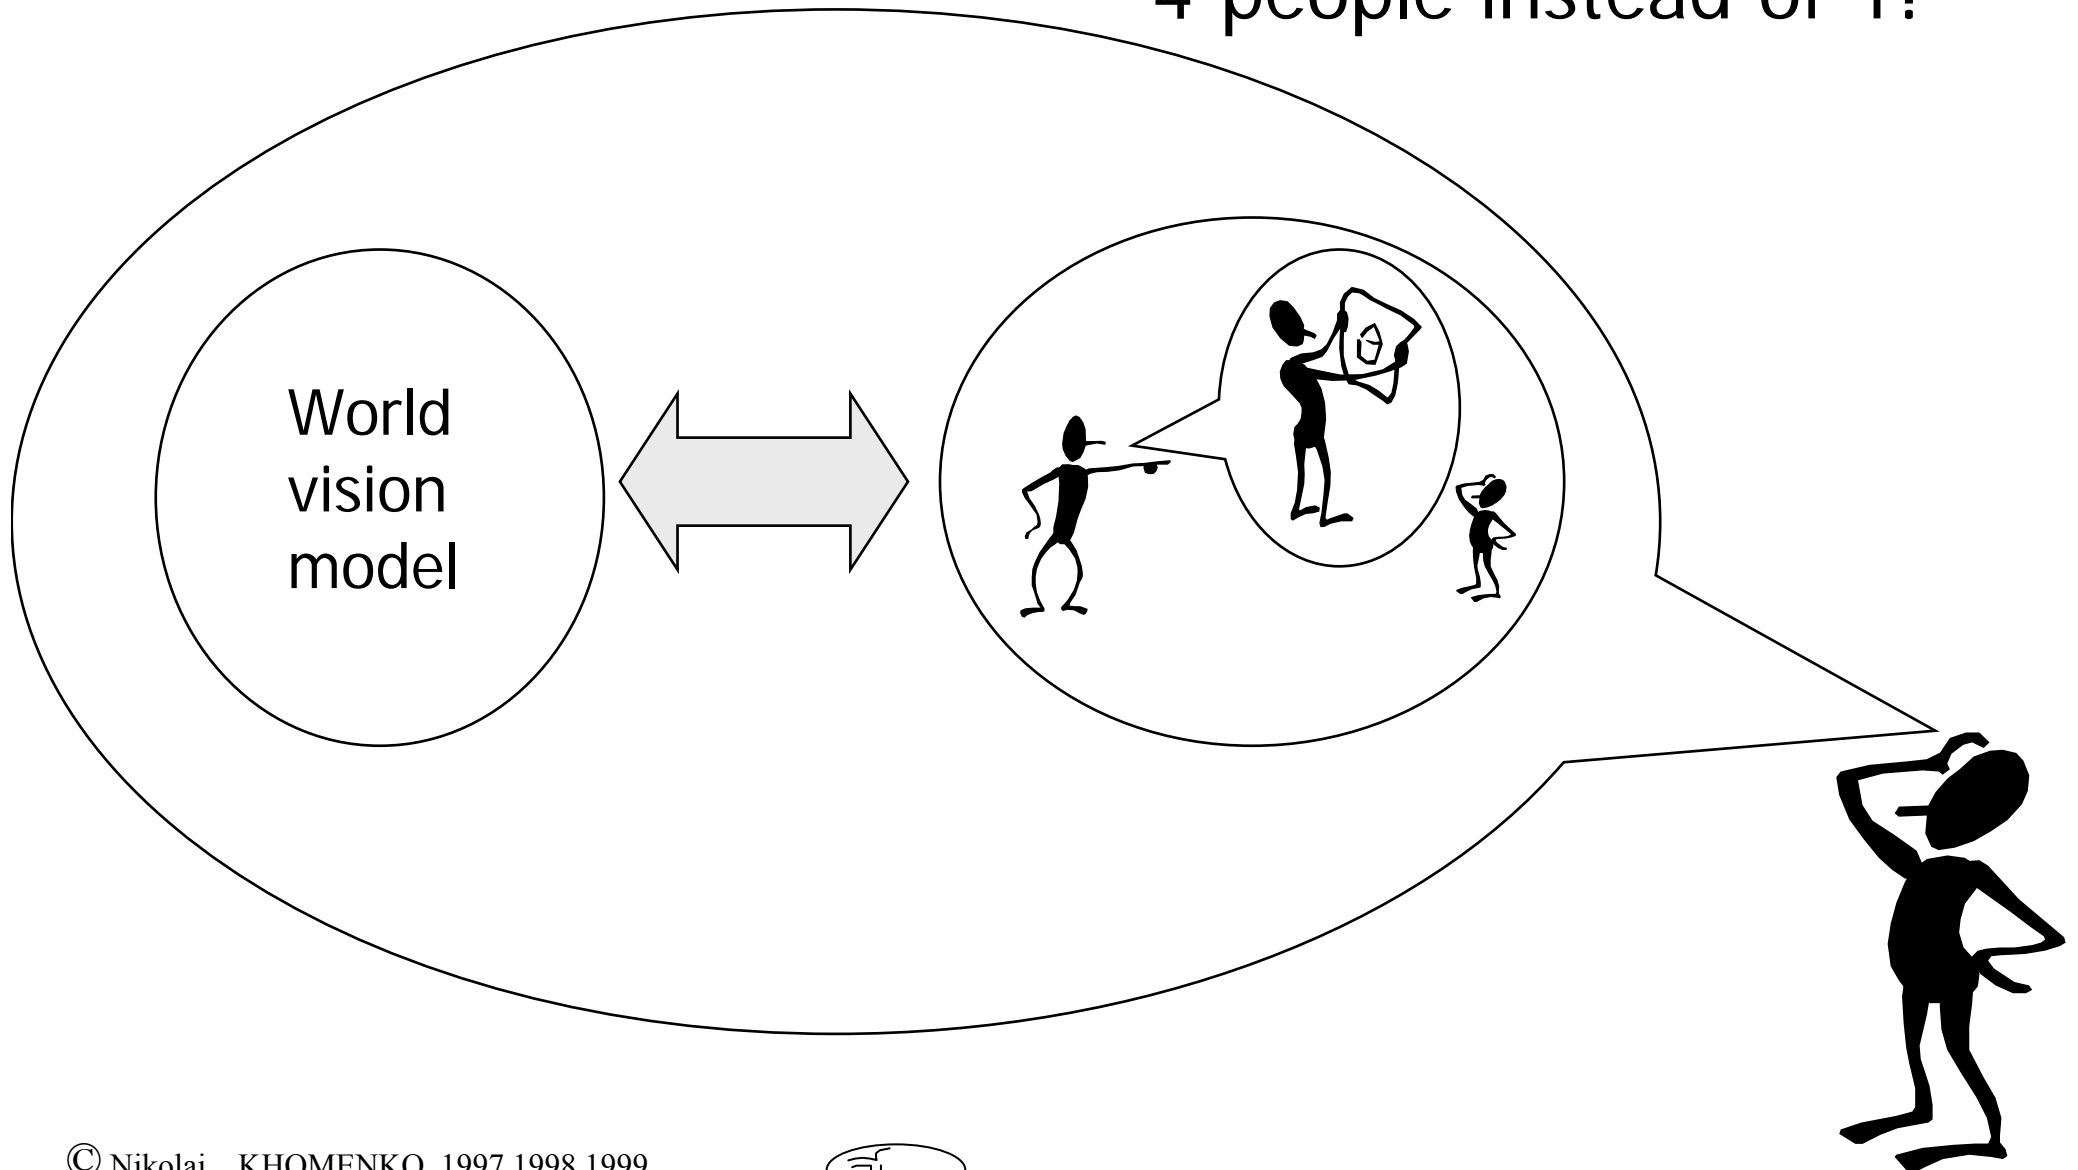 4 people instead of 1!
World
vision
model
© Nikolai KHOMENKO, 1997,1998,1999